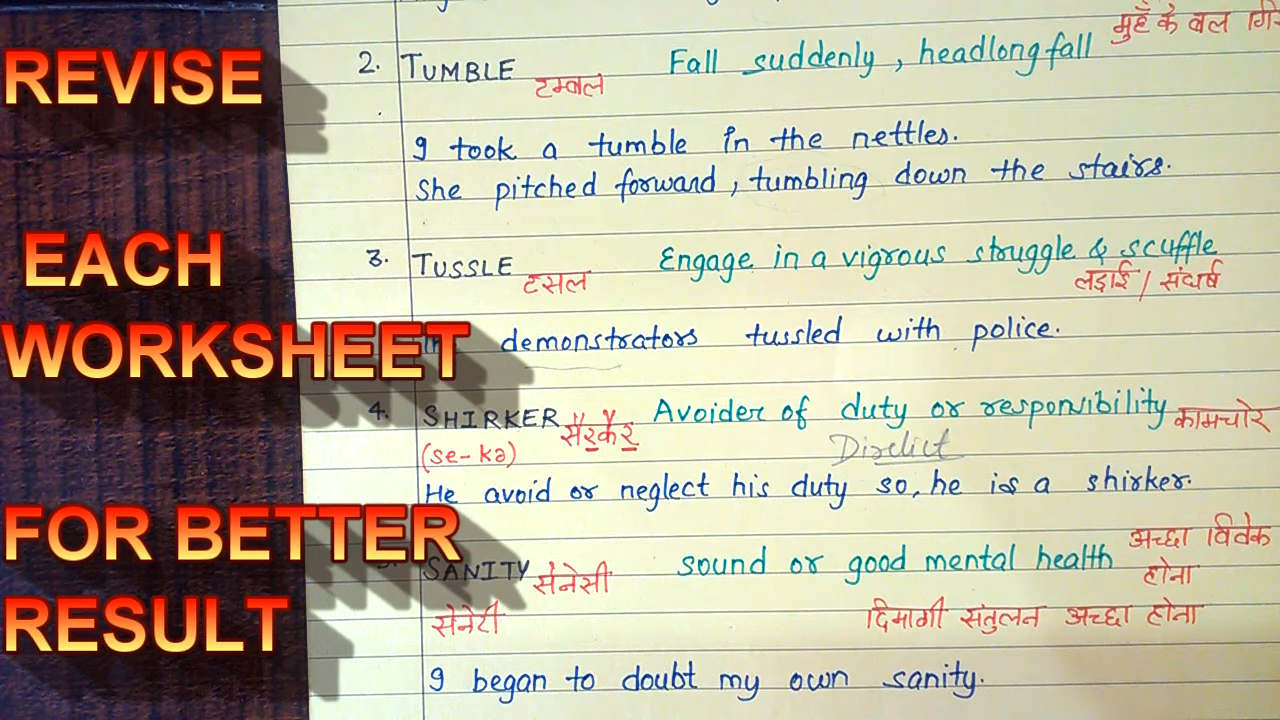 REVISE
EACH
WORKSHEET
FOR BETTER
RESULT
मुहँ के बल गि
2. TUMBLE टम्बल Fall suddenly, headlong fall
I took a tumble in the nettles.
She pitched forward, tumbling down the stairs.
3. TUSSLE टसल Engage in a vigrous struggle & scuffle
लड़ाई / संघर्ष
demonstrators tussled with police.
4. SHIRKER सॅरकॅर Avoider of duty or responsibility कामचोर
(se-kə)
He avoid or neglect his duty so, he is a shirker.
अच्छा विवेक
SANITY सेनेसी sound or good mental health होना
सेनेटी दिमागी संतुलन अच्छा होना
I began to doubt my own sanity.